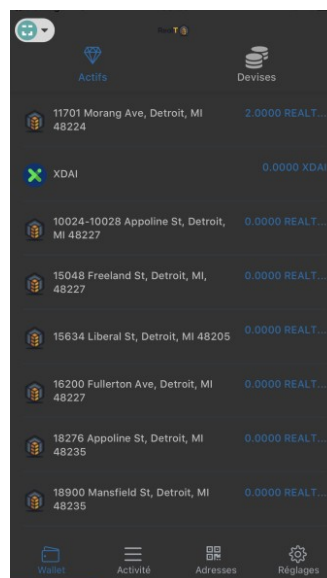 RealT
Actifs
Devises
11701 Morang Ave, Detroit, MI
48224
2.0000 REALT...
XDAI
0.0000 XDAI
10024-10028 Appoline St, Detroit,
MI 48227
0.0000 REALT...
15048 Freeland St, Detroit, MI,
48227
0.0000 REALT...
15634 Liberal St, Detroit, MI 48205
0.0000 REALT...
16200 Fullerton Ave, Detroit, MI
48227
0.0000 REALT...
18276 Appoline St, Detroit, MI
48235
0.0000 REALT...
18900 Mansfield St, Detroit, MI
48235
0.0000 REALT...
Wallet
Activité
Adresses
Réglages